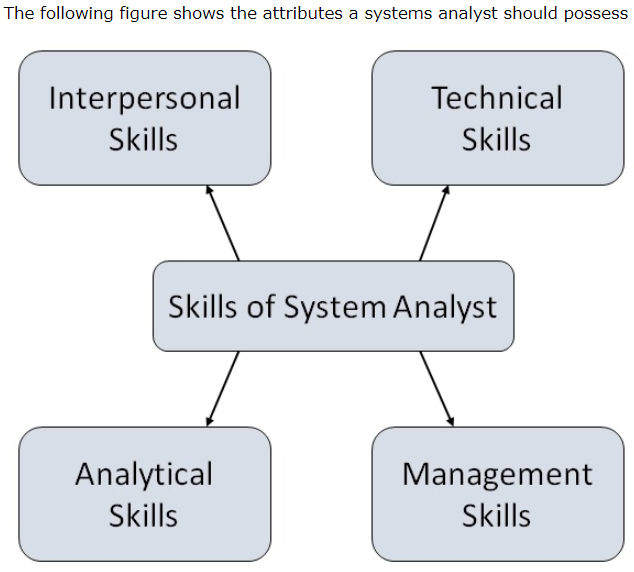 The following figure shows the attributes a systems analyst should possess
Interpersonal
Skills
Technical
Skills
Skills of System Analyst
Analytical
Skills
Management
Skills